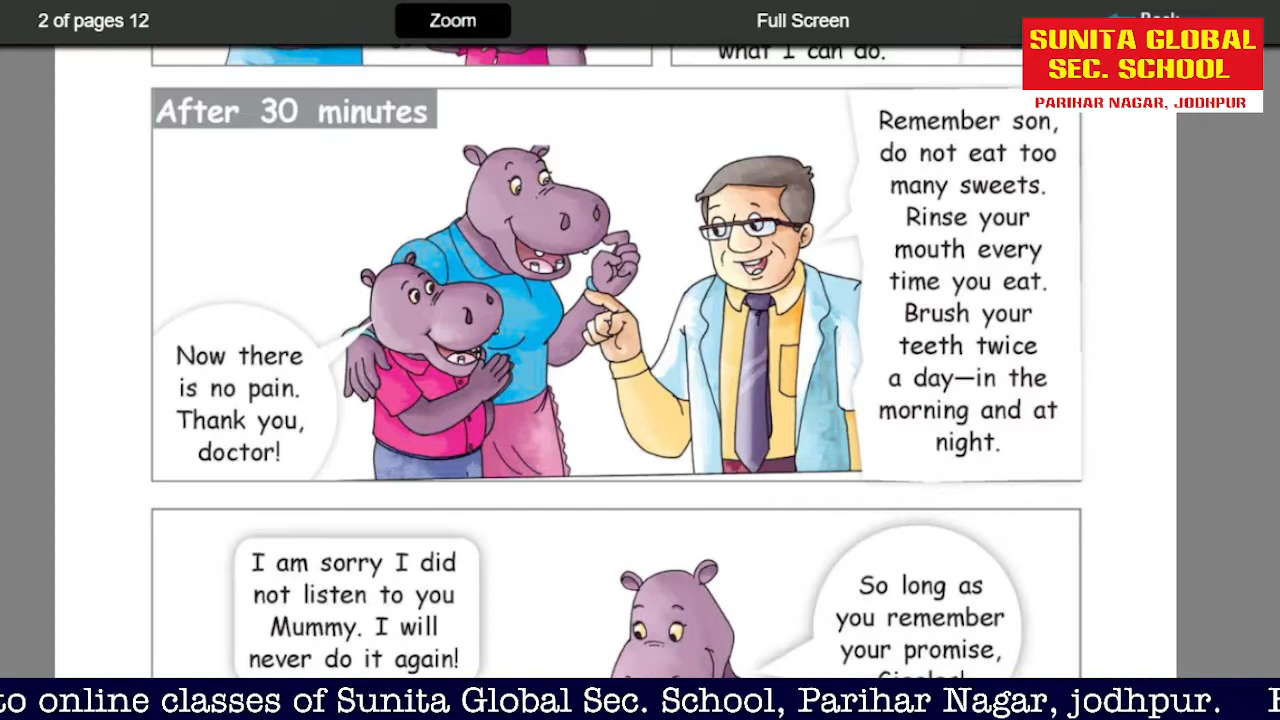 2 of pages 12
Zoom
Full Screen
Back
SUNITA GLOBAL
SEC. SCHOOL
PARIHAR NAGAR, JODHPUR
what I can do.
After 30 minutes
Remember son,
do not eat too
many sweets.
Rinse your
mouth every
time you eat.
Brush your
teeth twice
a day—in the
morning and at
night.
Now there
is no pain.
Thank you,
doctor!
I am sorry I did
not listen to you
Mummy. I will
never do it again!
So long as
you remember
your promise,
to online classes of Sunita Global Sec. School, Parihar Nagar, jodhpur.